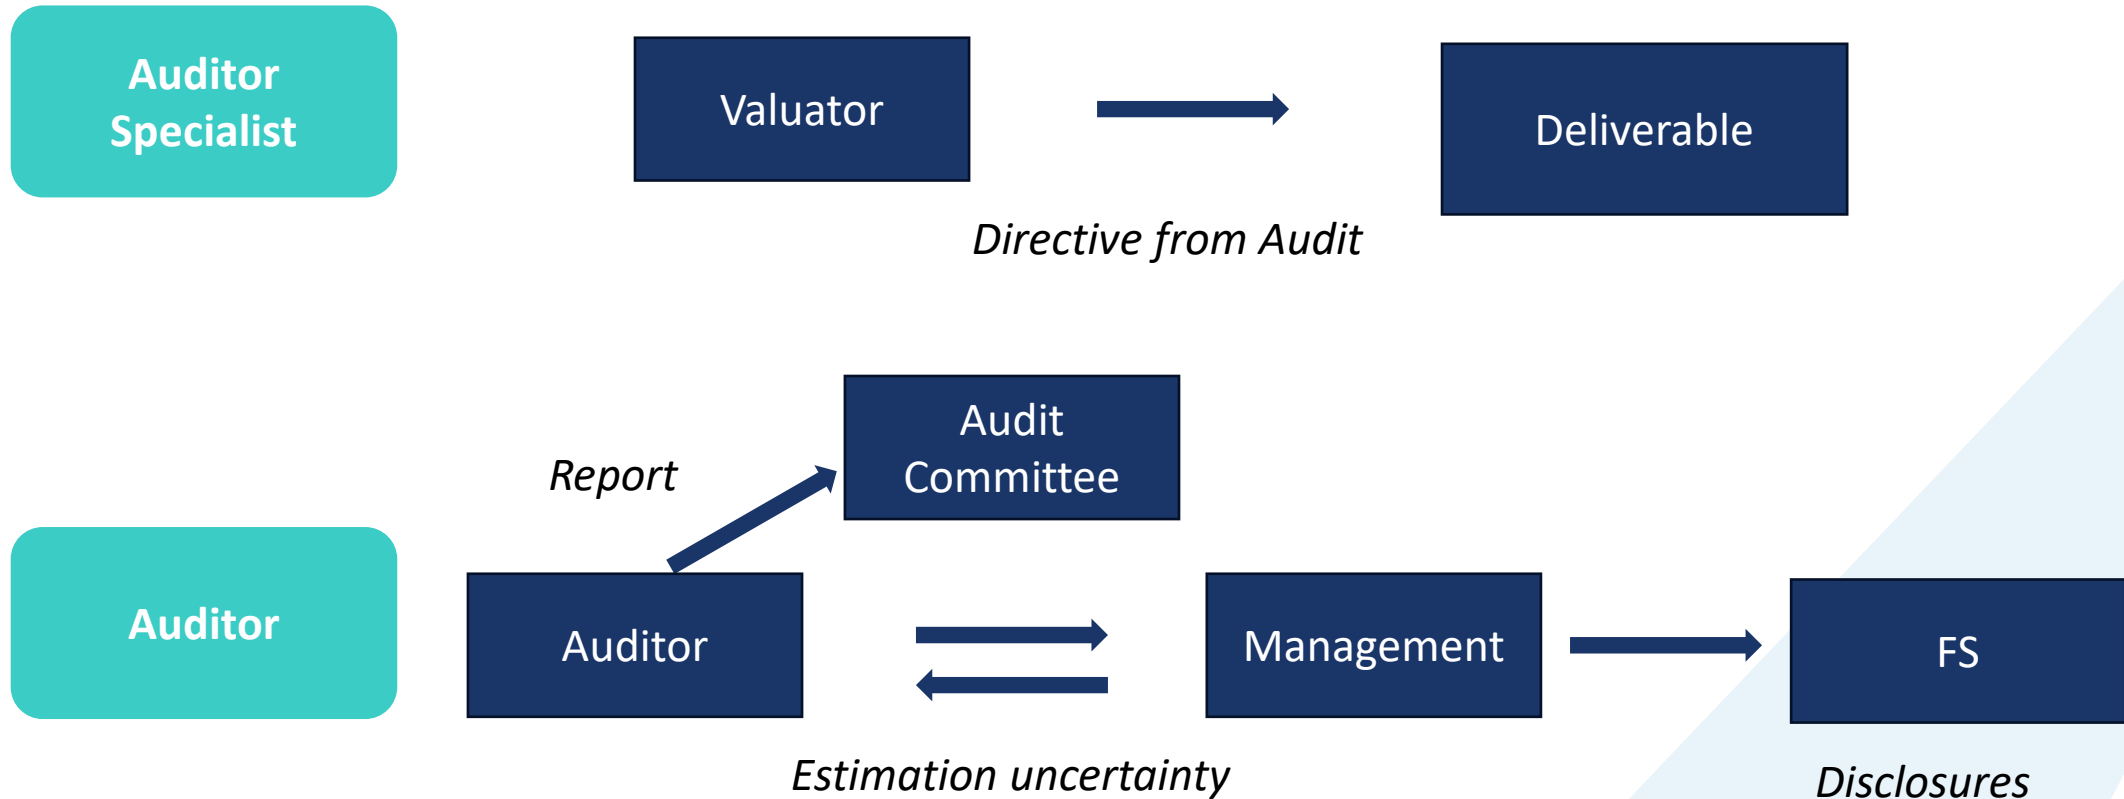 Auditor
Specialist
Valuator
Deliverable
Directive from Audit
Audit
Committee
Report
Auditor
Auditor
Management
FS
Estimation uncertainty
Disclosures